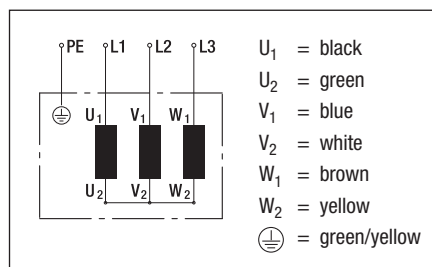 PE L1 L2 L3
U1 V1 W1
U2 V2 W2
U1 = black
U2 = green
V1 = blue
V2 = white
W1 = brown
W2 = yellow
= green/yellow